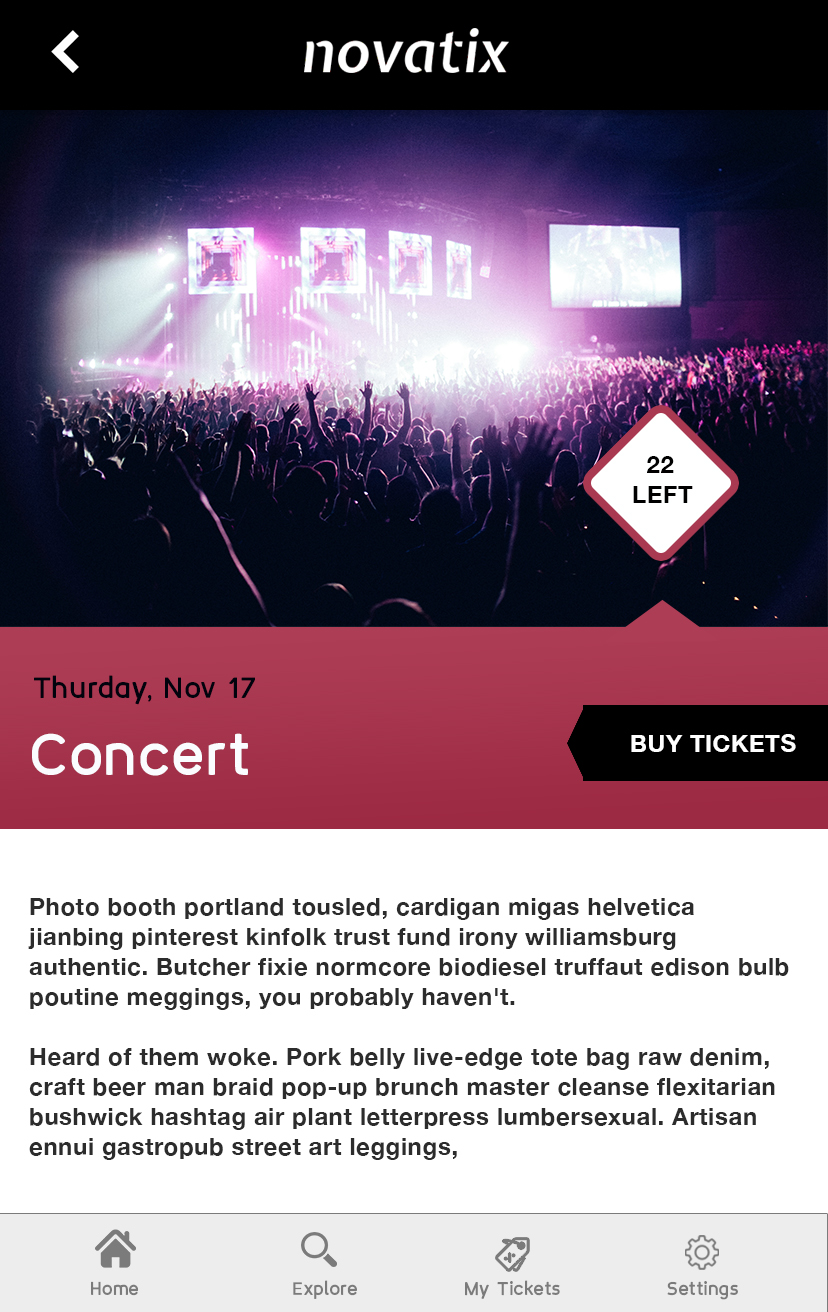 novatix
22
LEFT
Thurday, Nov 17
Concert
BUY TICKETS
Photo booth portland tousled, cardigan migas helvetica
jianbing pinterest kinfolk trust fund irony williamsburg
authentic. Butcher fixie normcore biodiesel truffaut edison bulb
poutine meggings, you probably haven't.
Heard of them woke. Pork belly live-edge tote bag raw denim,
craft beer man braid pop-up brunch master cleanse flexitarian
bushwick hashtag air plant letterpress lumbersexual. Artisan
ennui gastropub street art leggings,
Home
Explore
My Tickets
Settings